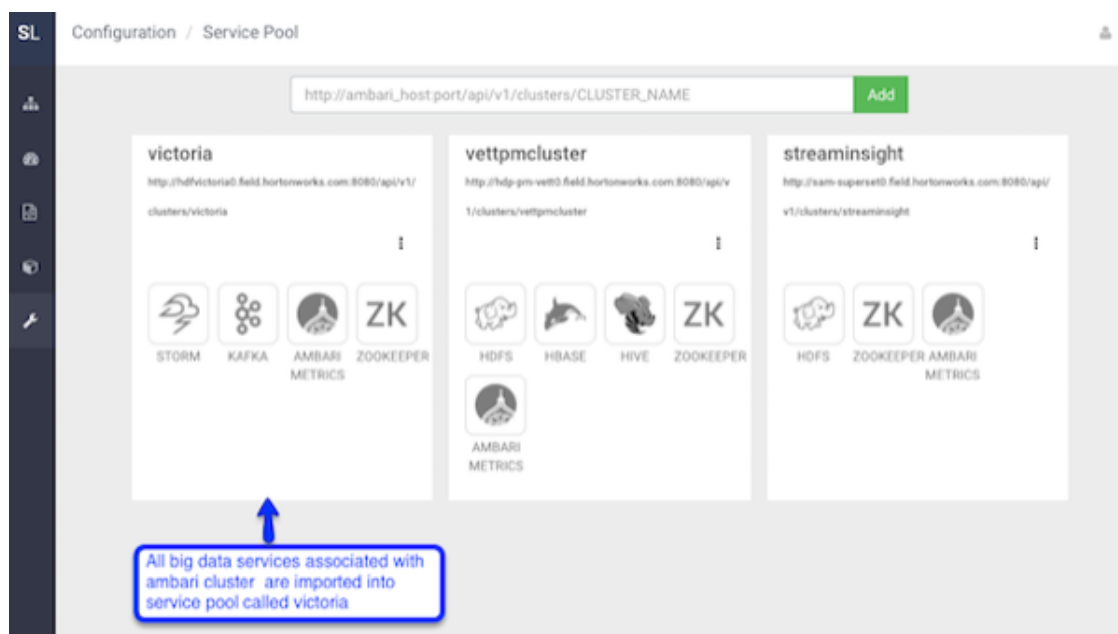 SL
Configuration / Service Pool
http://ambari_host:port/api/v1/clusters/CLUSTER_NAME
Add
victoria
http://hdfvictoria0.field.hortonworks.com:8080/api/v1/
clusters/victoria
STORM
KAFKA
AMBARI
METRICS
ZK
ZOOKEEPER
vettpmcluster
http://hdp-pm-vett0.field.hortonworks.com:8080/api/v
1/clusters/vettpmcluster
HDFS
HBASE
HIVE
ZK
ZOOKEEPER
AMBARI
METRICS
streaminsight
http://sam-superset0.field.hortonworks.com:8080/api/
v1/clusters/streaminsight
HDFS
ZK
ZOOKEEPER
AMBARI
METRICS
All big data services associated with
ambari cluster are imported into
service pool called victoria